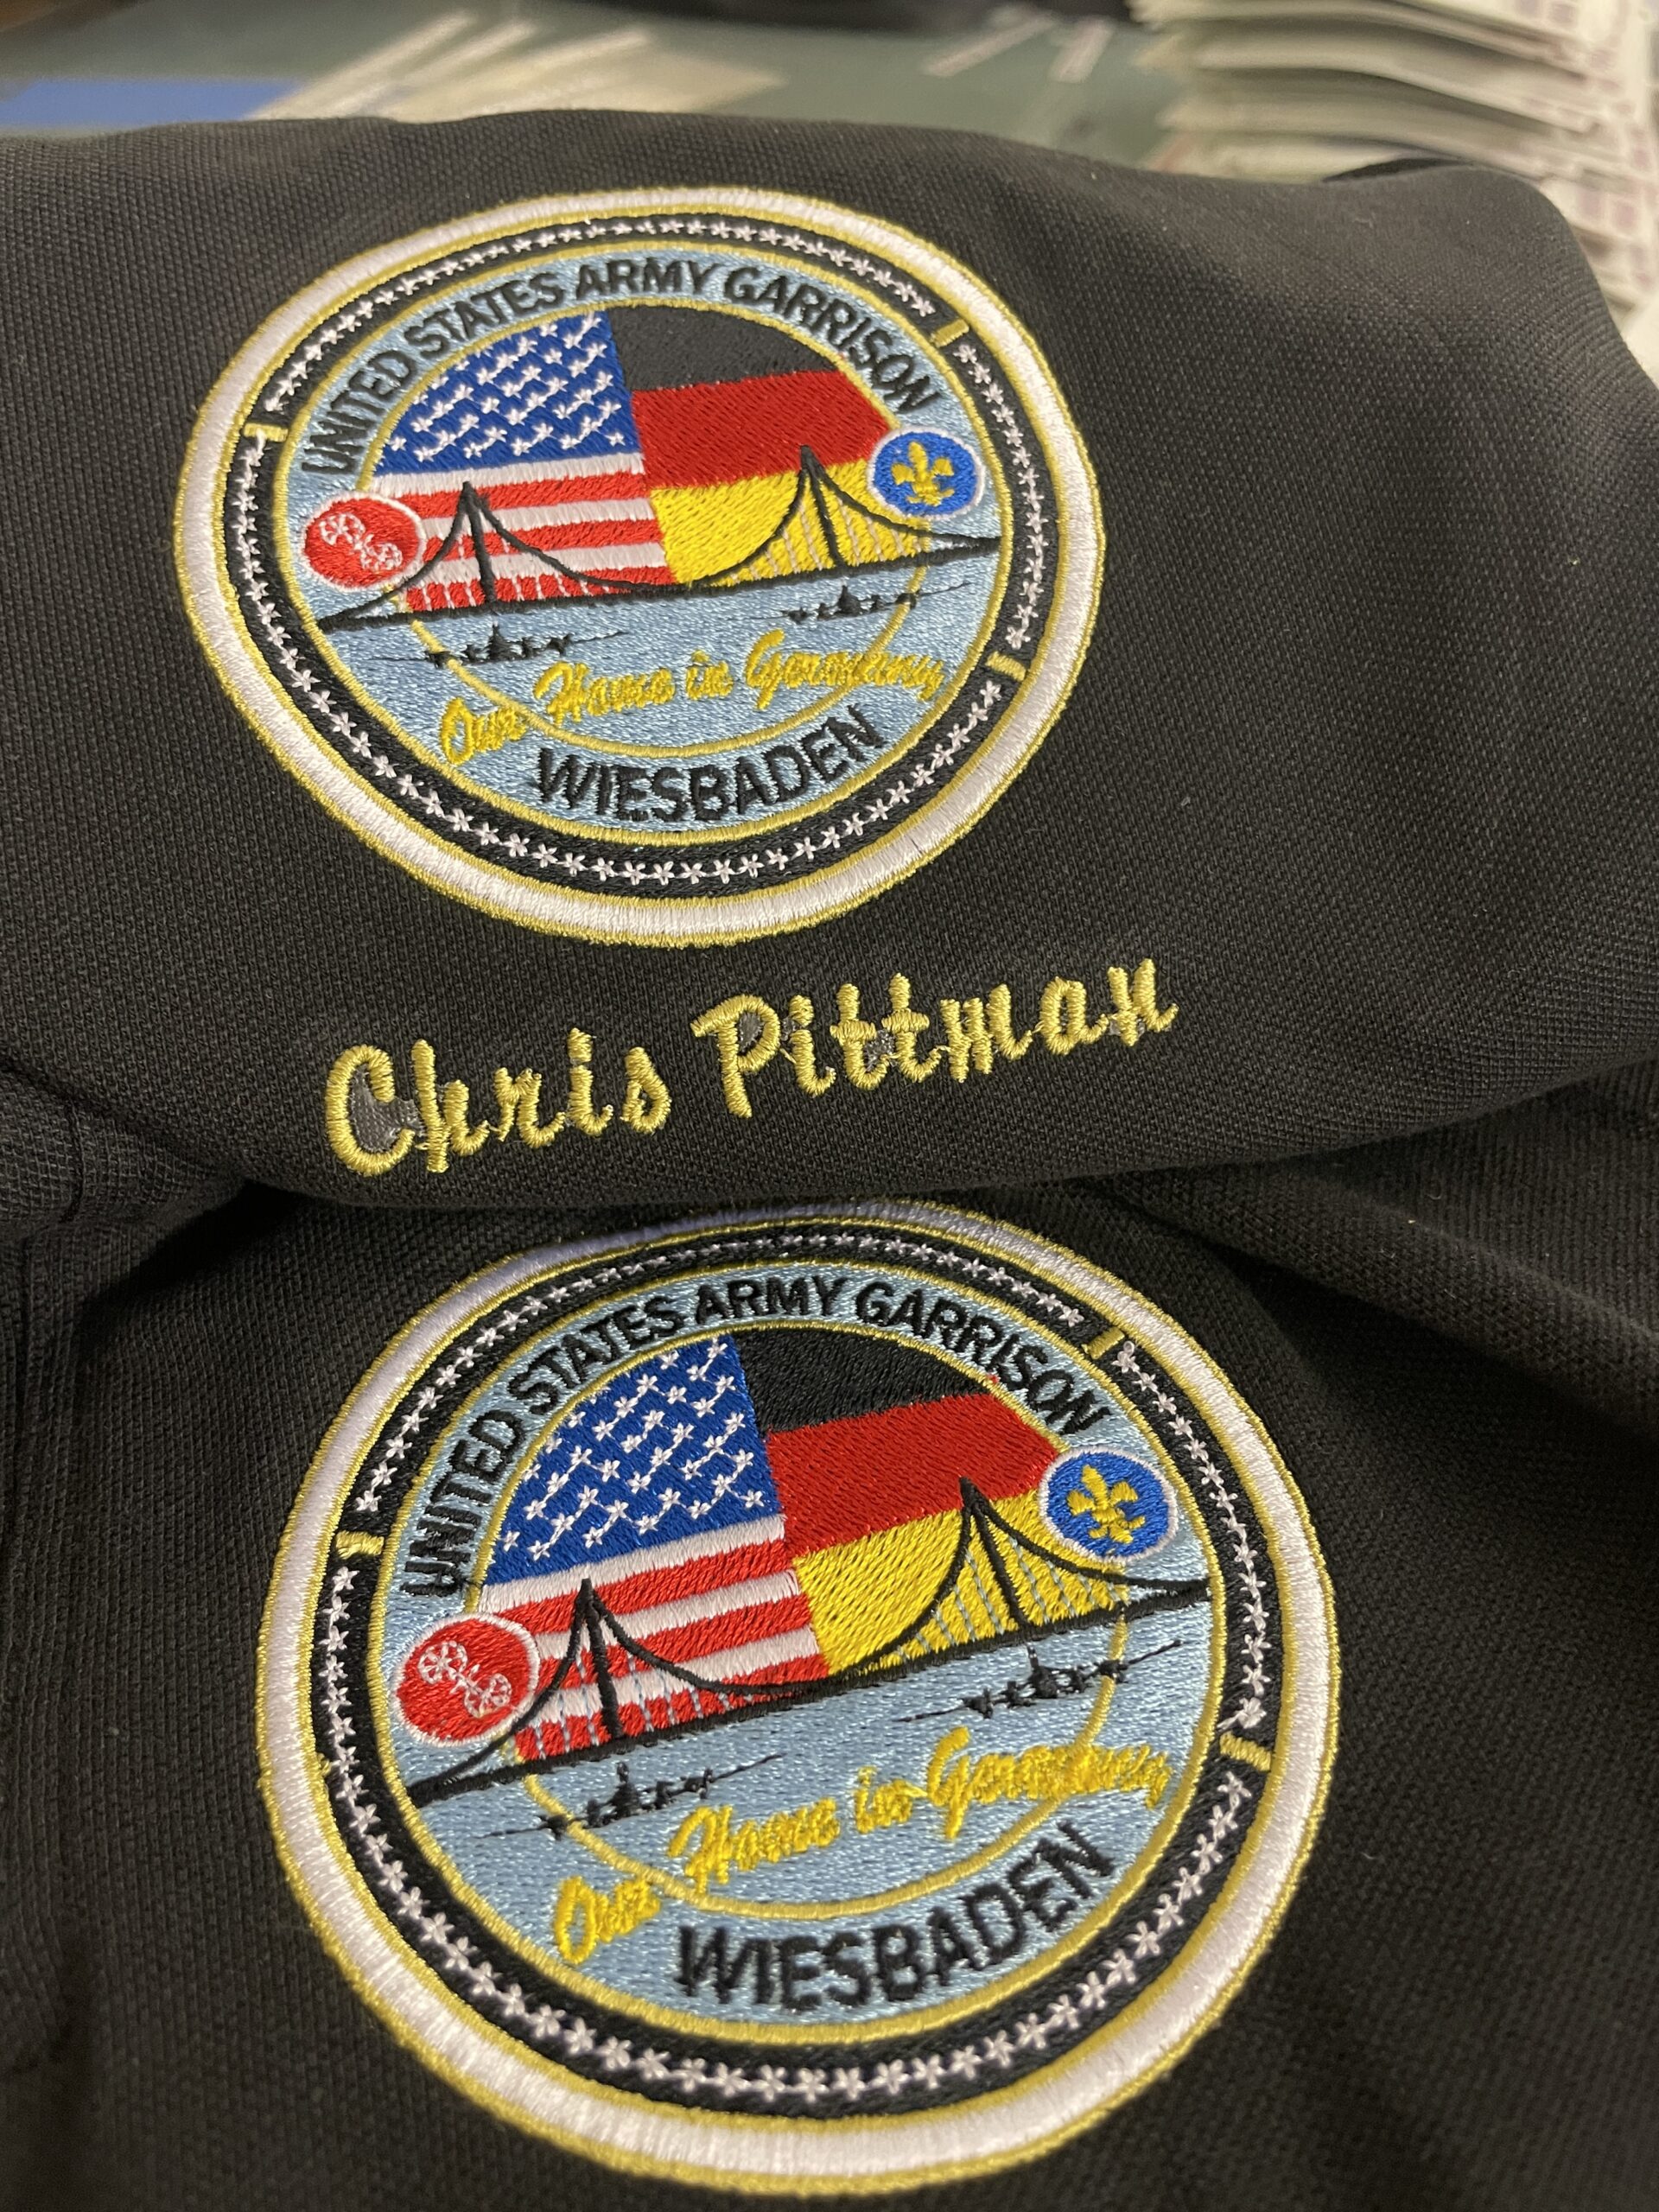 UNITED STATES ARMY GARRISON
Our Home in Germany
WIESBADEN
Chris Pittman
UNITED STATES ARMY GARRISON
Our Home in Germany
WIESBADEN